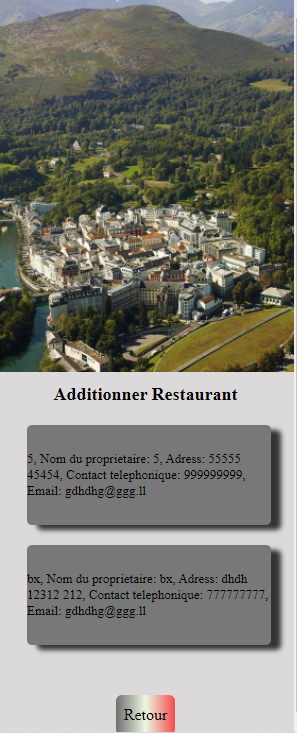 Additionner Restaurant
5, Nom du proprietaire: 5, Adress: 55555
45454, Contact telephonique: 999999999,
Email: gdhdhg@ggg.ll
bx, Nom du proprietaire: bx, Adress: dhdh
12312 212, Contact telephonique: 777777777,
Email: gdhdhg@ggg.ll
Retour